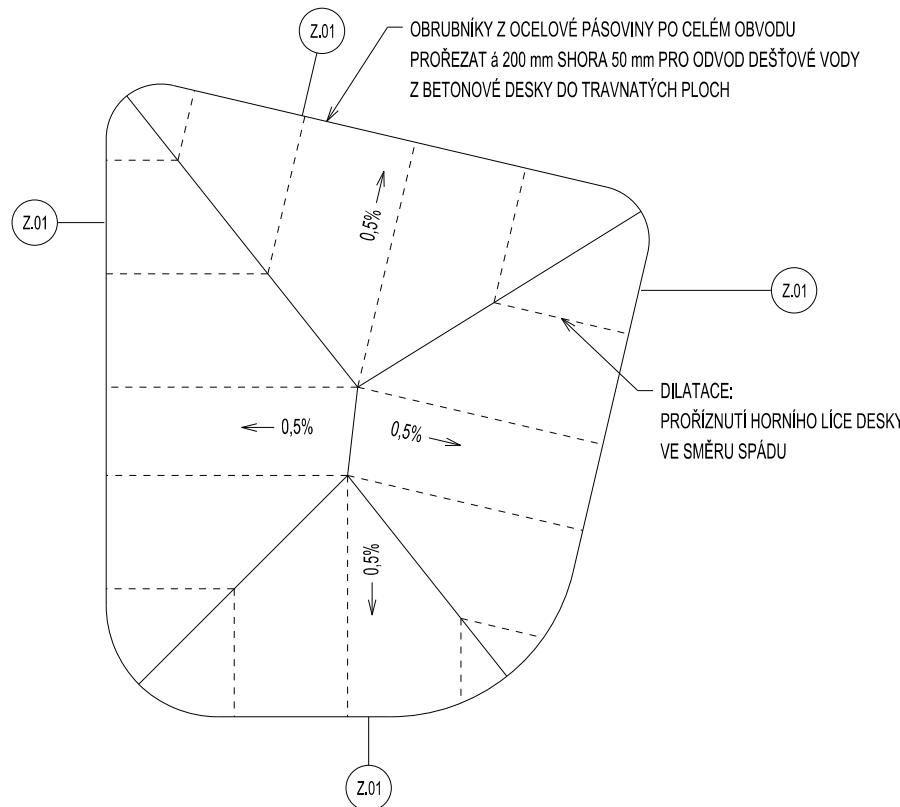 Z.01
OBRUBNÍKY Z OCELOVÉ PÁSOVINY PO CELÉM OBVODU
PROŘEZAT á 200 mm SHORA 50 mm PRO ODVOD DEŠŤOVÉ VODY
Z BETONOVÉ DESKY DO TRAVNATÝCH PLOCH
Z.01
0,5%
Z.01
DILATACE:
PROŘÍZNUTÍ HORNÍHO LÍCE DESKY
VE SMĚRU SPÁDU
0,5%
0,5%
0,5%
Z.01